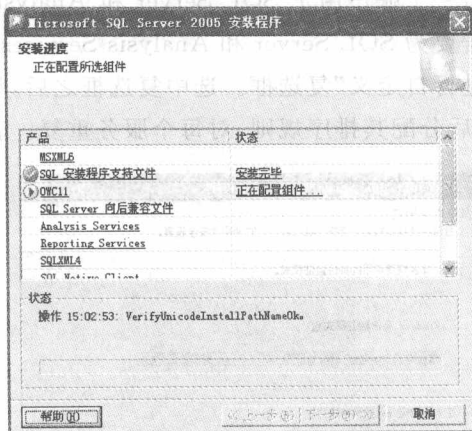 Microsoft SQL Server 2005 安装程序
安装进度
正在配置所选组件
产品 状态
MSXML6
SQL 安装程序支持文件 安装完毕
OWC11 正在配置组件...
SQL Server 向后兼容文件
Analysis Services
Reporting Services
SQLXML4
SQL Native Client
状态
操作 15:02:53: VerifyUnicodeInstallPathNameOk。
帮助(H) 取消